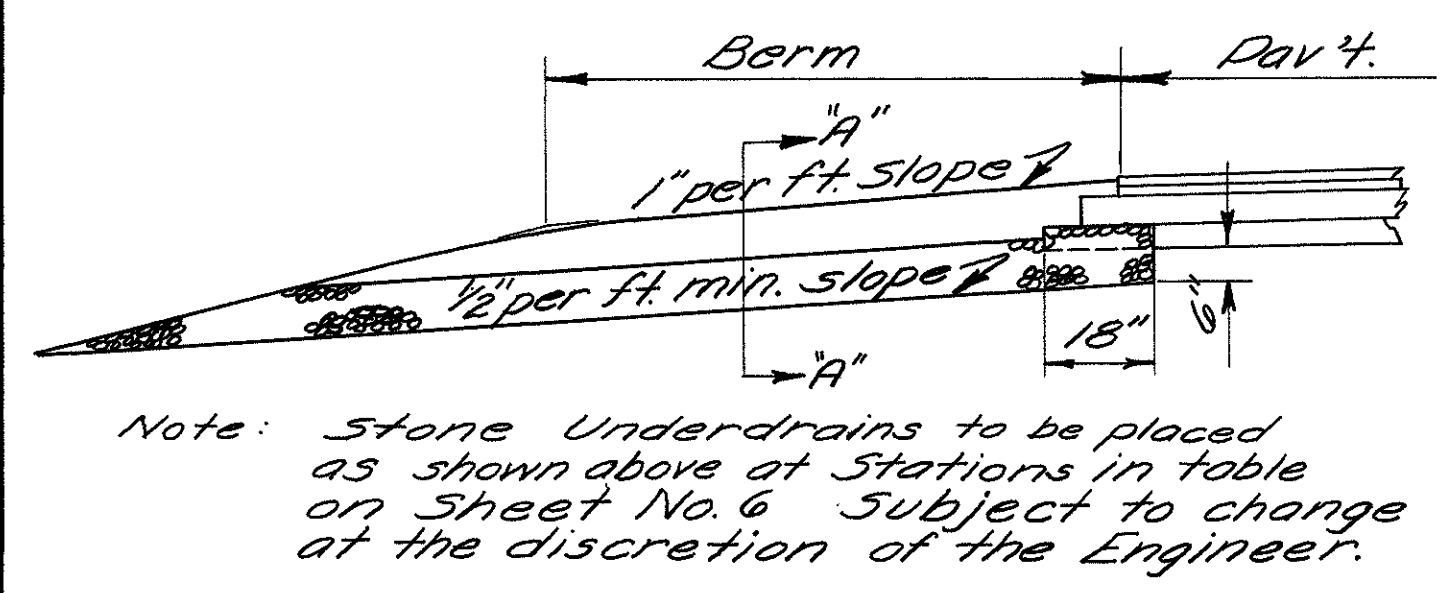 Berm
Pav't.
"A"
1" per ft. slope
1/2" per ft. min. slope
18"
6"
"A"
Note: Stone Underdrains to be placed
as shown above at Stations in table
on Sheet No. 6 Subject to change
at the discretion of the Engineer.